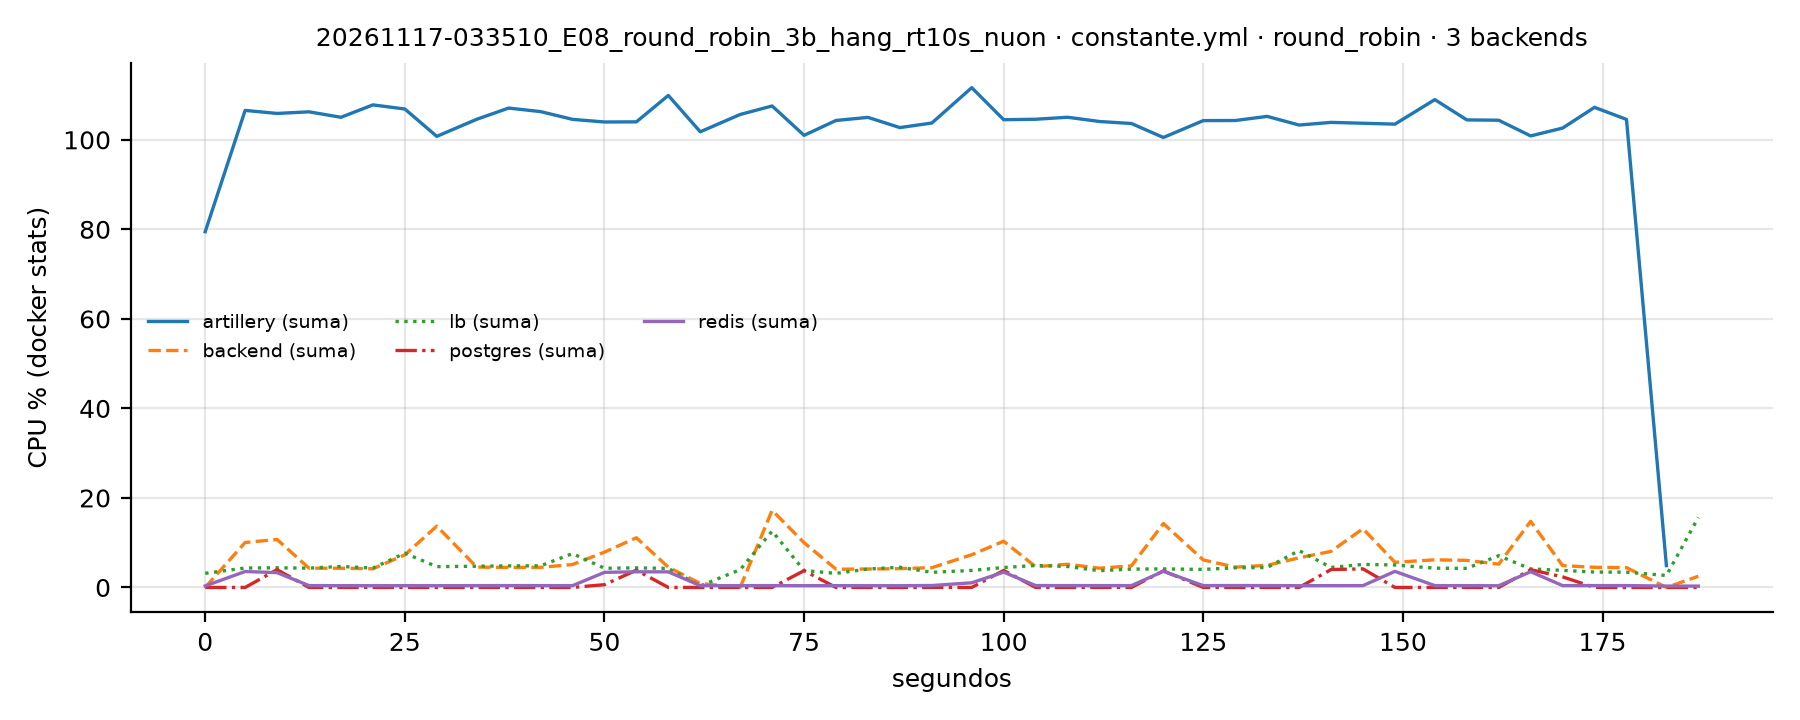 20261117-033510_E08_round_robin_3b_hang_rt10s_nuon · constante.yml · round_robin · 3 backends
CPU % (docker stats)
100
80
60
40
20
0
artillery (suma)
backend (suma)
lb (suma)
postgres (suma)
redis (suma)
0 25 50 75 100 125 150 175
segundos